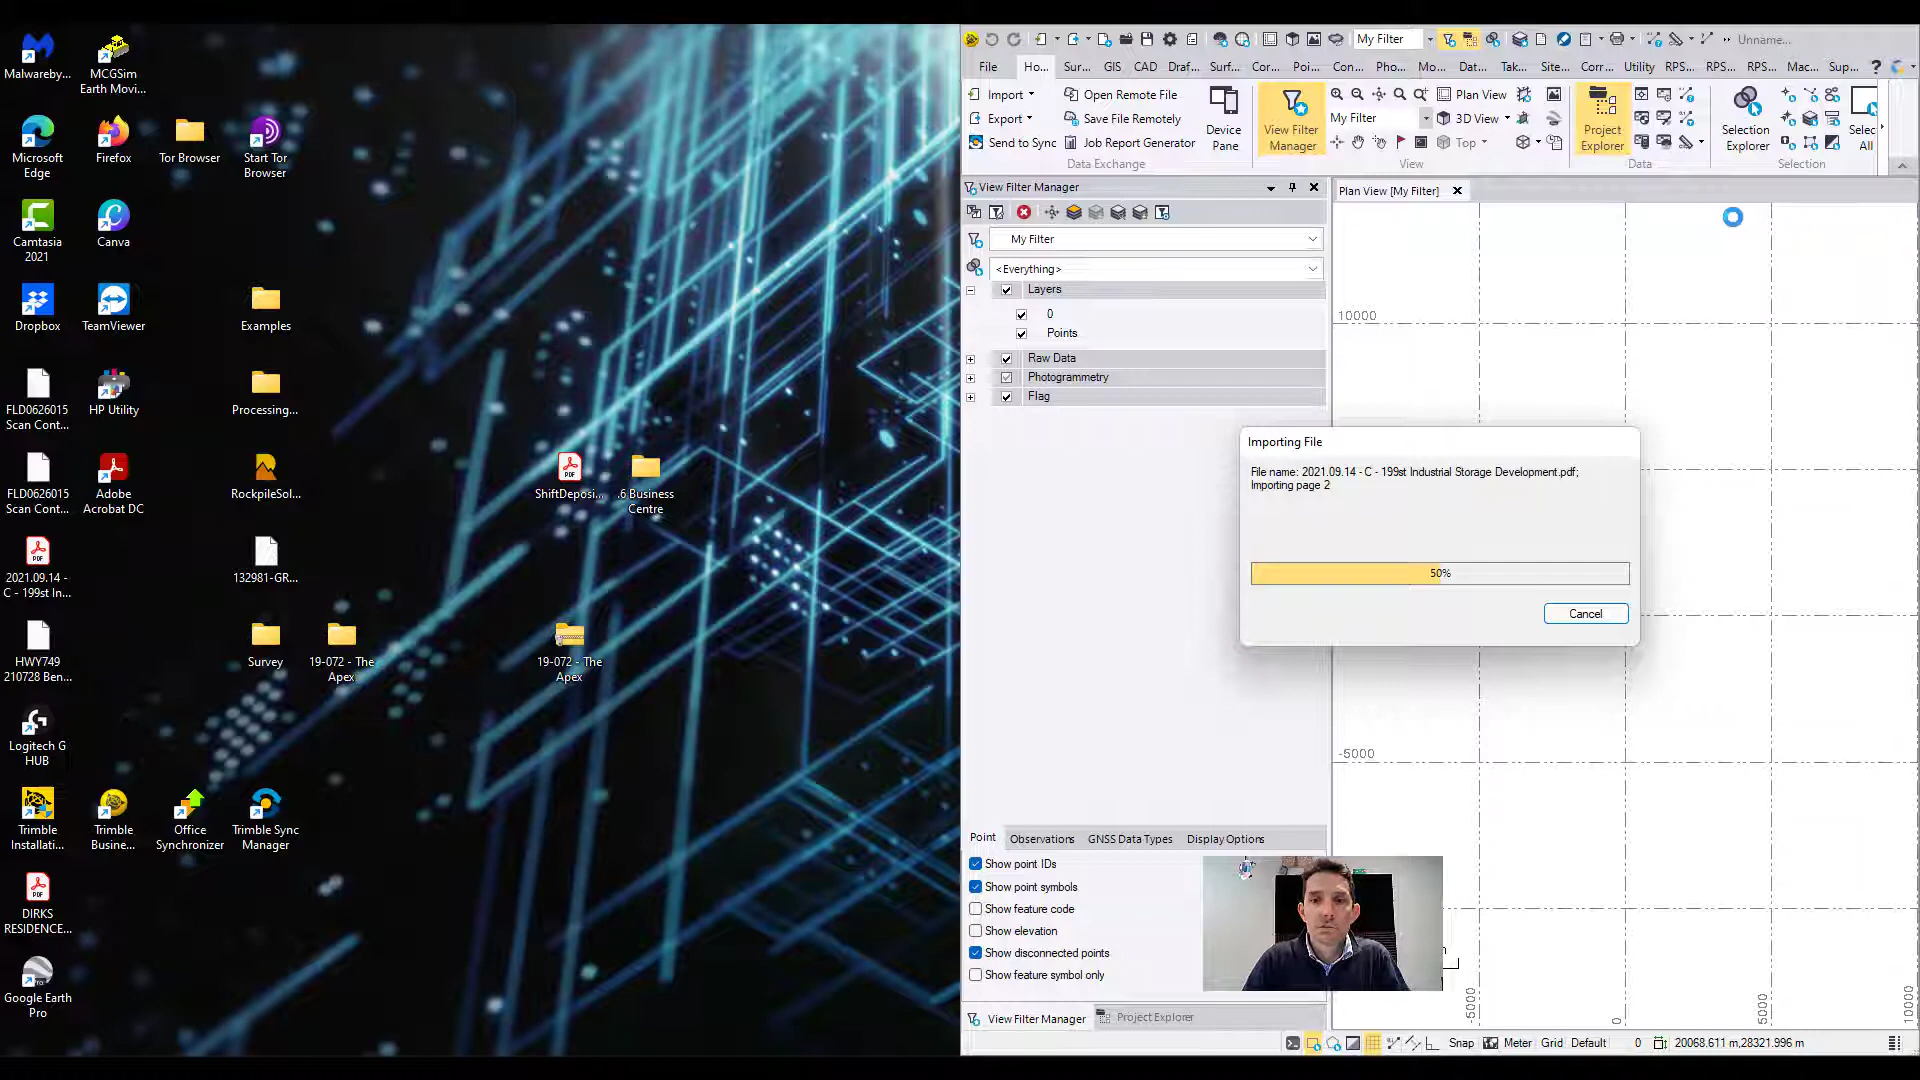 Malwareby...
MCGSim
Earth Movi...
Microsoft
Edge
Firefox
Tor Browser
Start Tor
Browser
Camtasia
2021
Canva
Dropbox
TeamViewer
Examples
FLD0626015
Scan Cont...
HP Utility
Processing...
FLD0626015
Scan Cont...
Adobe
Acrobat DC
RockpileSol...
ShiftDeposi...
.6 Business
Centre
2021.09.14 -
C - 199st In...
132981-GR...
HWY749
210728 Ben...
Survey
19-072 - The
Apex
19-072 - The
Apex
Logitech G
HUB
Trimble
Installati...
Trimble
Busine...
Office
Synchronizer
Trimble Sync
Manager
DIRKS
RESIDENCE...
Google Earth
Pro
My Filter
Unname...
File Ho... Sur... GIS CAD Draf... Surf... Cor... Poi... Con... Pho... Mo... Dat... Tak... Site... Corr... Utility RPS... RPS... RPS... Mac... Sup...
Import
Export
Send to Sync
Open Remote File
Save File Remotely
Job Report Generator
Data Exchange
Device
Pane
View Filter
Manager
My Filter
Plan View
3D View
Top
View
Project
Explorer
Data
Selection
Explorer
Selec
All
Selection
View Filter Manager
My Filter
<Everything>
Layers
0
Points
Raw Data
Photogrammetry
Flag
Plan View [My Filter]
10000
-5000
-5000
0
5000
10000
Importing File
File name: 2021.09.14 - C - 199st Industrial Storage Development.pdf;
Importing page 2
50%
Cancel
Point Observations GNSS Data Types Display Options
Show point IDs
Show point symbols
Show feature code
Show elevation
Show disconnected points
Show feature symbol only
View Filter Manager Project Explorer
Snap Meter Grid Default 0 20068.611 m,28321.996 m